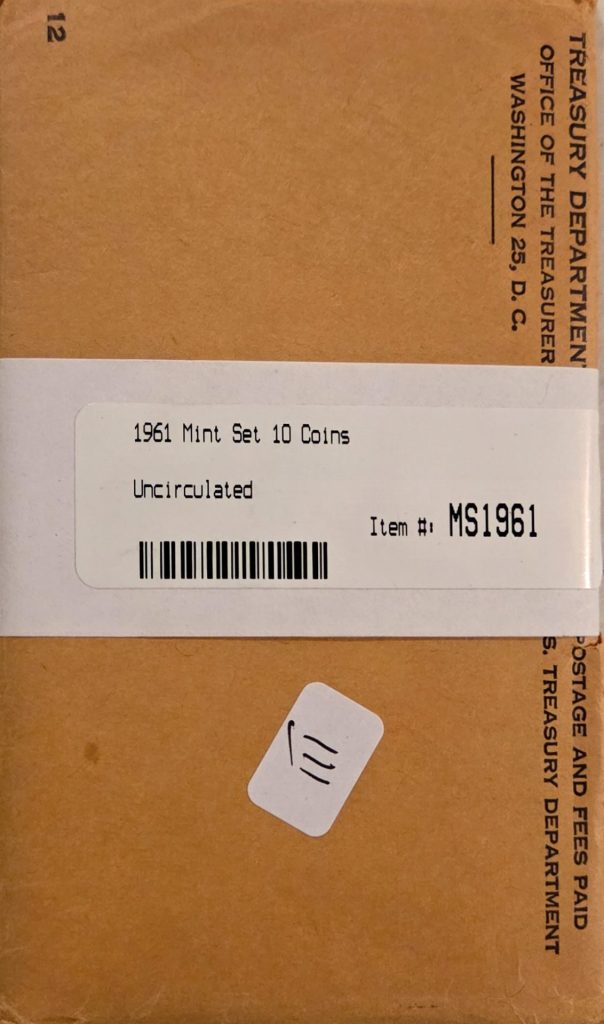 12
TREASURY DEPARTMENT
OFFICE OF THE TREASURER
WASHINGTON 25, D. C.
1961 Mint Set 10 Coins
Uncirculated
Item #: MS1961
POSTAGE AND FEES PAID
S. TREASURY DEPARTMENT